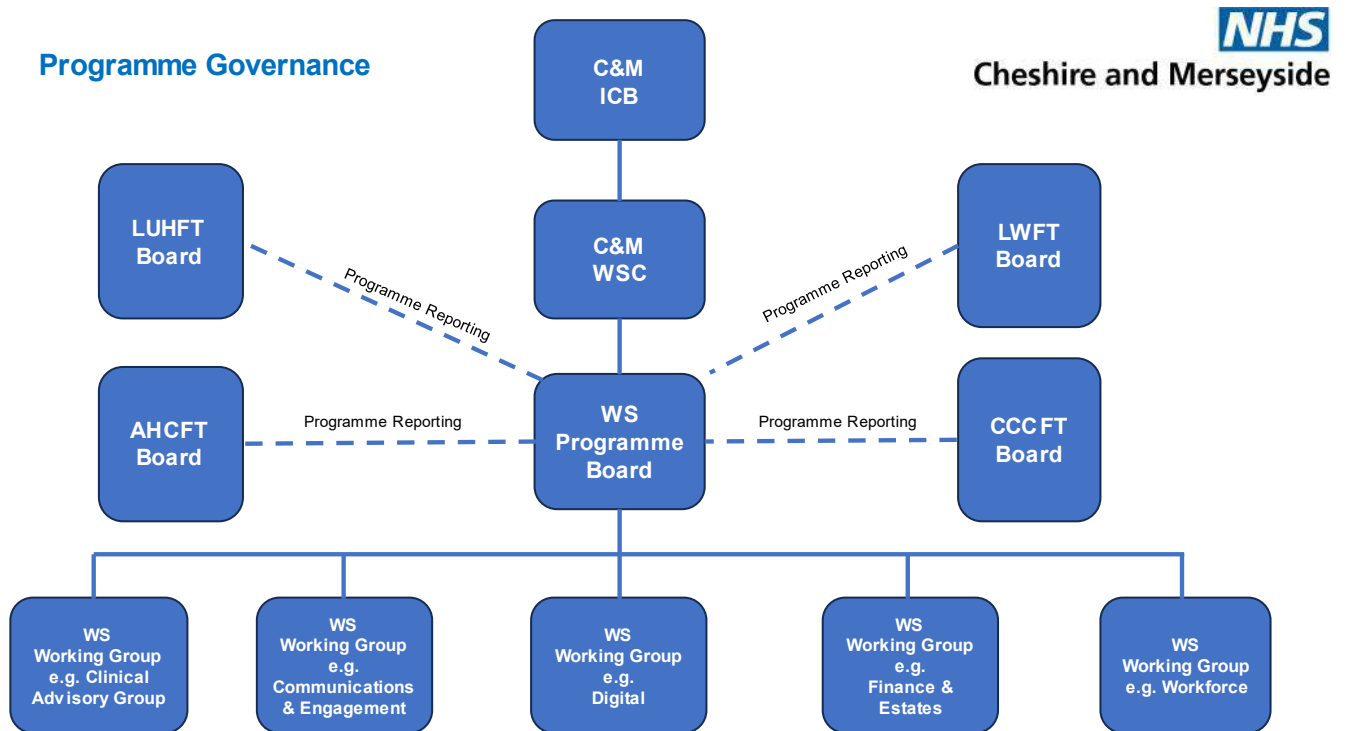 Programme Governance
NHS
Cheshire and Merseyside
C&M
ICB
LUHFT
Board
C&M
WSC
LWFT
Board
Programme Reporting
Programme Reporting
AHCFT
Board
Programme Reporting
WS
Programme
Board
Programme Reporting
CCCFT
Board
WS
Working Group
e.g. Clinical
Advisory Group
WS
Working Group
e.g.
Communications
& Engagement
WS
Working Group
e.g.
Digital
WS
Working Group
e.g.
Finance &
Estates
WS
Working Group
e.g. Workforce